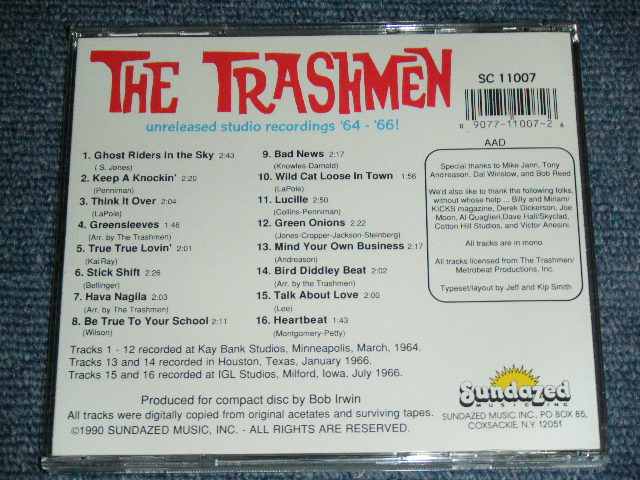 THE TRASHMEN
unreleased studio recordings '64 - '66!
SC 11007
0 9077-11007-2 6
AAD
1. Ghost Riders in the Sky 2:43
(S. Jones)
2. Keep A Knockin' 2:20
(Penniman)
3. Think It Over 2:04
(LaPole)
4. Greensleeves 1:46
(Arr. by The Trashmen)
5. True True Lovin' 2:01
(Kai Ray)
6. Stick Shift 2:26
(Bellinger)
7. Hava Nagila 2:03
(Arr. by The Trashmen)
8. Be True To Your School 2:11
(Wilson)
9. Bad News 2:17
(Knowles-Darnold)
10. Wild Cat Loose In Town 1:56
(LaPole)
11. Lucille 2:50
(Collins-Penniman)
12. Green Onions 2:22
(Jones-Cropper-Jackson-Steinberg)
13. Mind Your Own Business 2:17
(Andreason)
14. Bird Diddley Beat 2:02
(Arr. by the Trashmen)
15. Talk About Love 2:00
(Lee)
16. Heartbeat 1:43
(Montgomery-Petty)
Special thanks to Mike Jann, Tony
Andreason, Dal Winslow, and Bob Reed
We'd also like to thank the following folks,
without whose help ... Billy and Miriam/
KICKS magazine, Derek Dickerson, Joe
Moon, Al Quaglieri, Dave Hall/Skyclad,
Cotton Hill Studios, and Victor Anesini.
All tracks are in mono
All tracks licensed from The Trashmen/
Metrobeat Productions, Inc.
Typeset/layout by Jeff and Kip Smith
Tracks 1 - 12 recorded at Kay Bank Studios, Minneapolis, March, 1964.
Tracks 13 and 14 recorded in Houston, Texas, January 1966.
Tracks 15 and 16 recorded at IGL Studios, Milford, Iowa, July 1966.
Produced for compact disc by Bob Irwin
All tracks were digitally copied from original acetates and surviving tapes.
©1990 SUNDAZED MUSIC, INC. - ALL RIGHTS ARE RESERVED.
Sundazed
MUSIC, INC.
SUNDAZED MUSIC INC., PO BOX 85,
COXSACKIE, N.Y. 12051